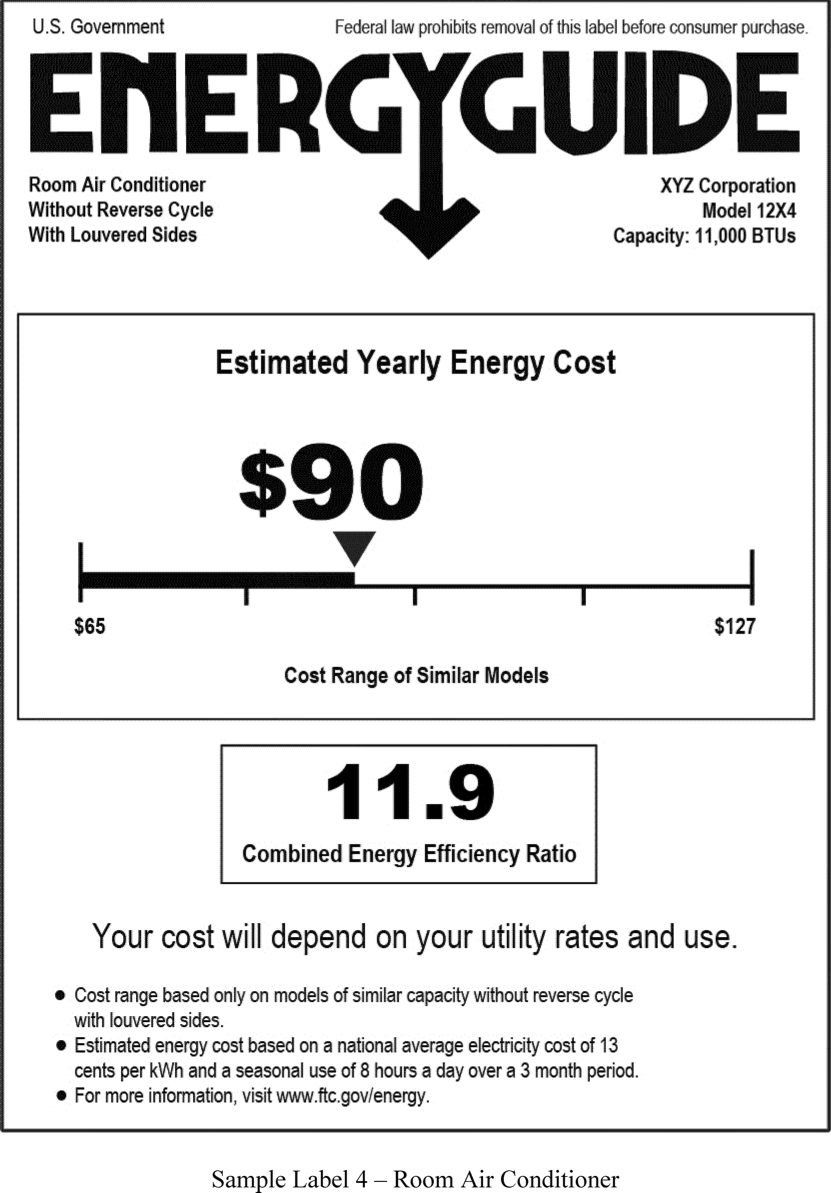 U.S. Government
Federal law prohibits removal of this label before consumer purchase.
ENERGYGUIDE
Room Air Conditioner
Without Reverse Cycle
With Louvered Sides
XYZ Corporation
Model 12X4
Capacity: 11,000 BTUs
Estimated Yearly Energy Cost
$90
$65
$127
Cost Range of Similar Models
11.9
Combined Energy Efficiency Ratio
Your cost will depend on your utility rates and use.
● Cost range based only on models of similar capacity without reverse cycle
with louvered sides.
● Estimated energy cost based on a national average electricity cost of 13
cents per kWh and a seasonal use of 8 hours a day over a 3 month period.
● For more information, visit www.ftc.gov/energy.
Sample Label 4 – Room Air Conditioner